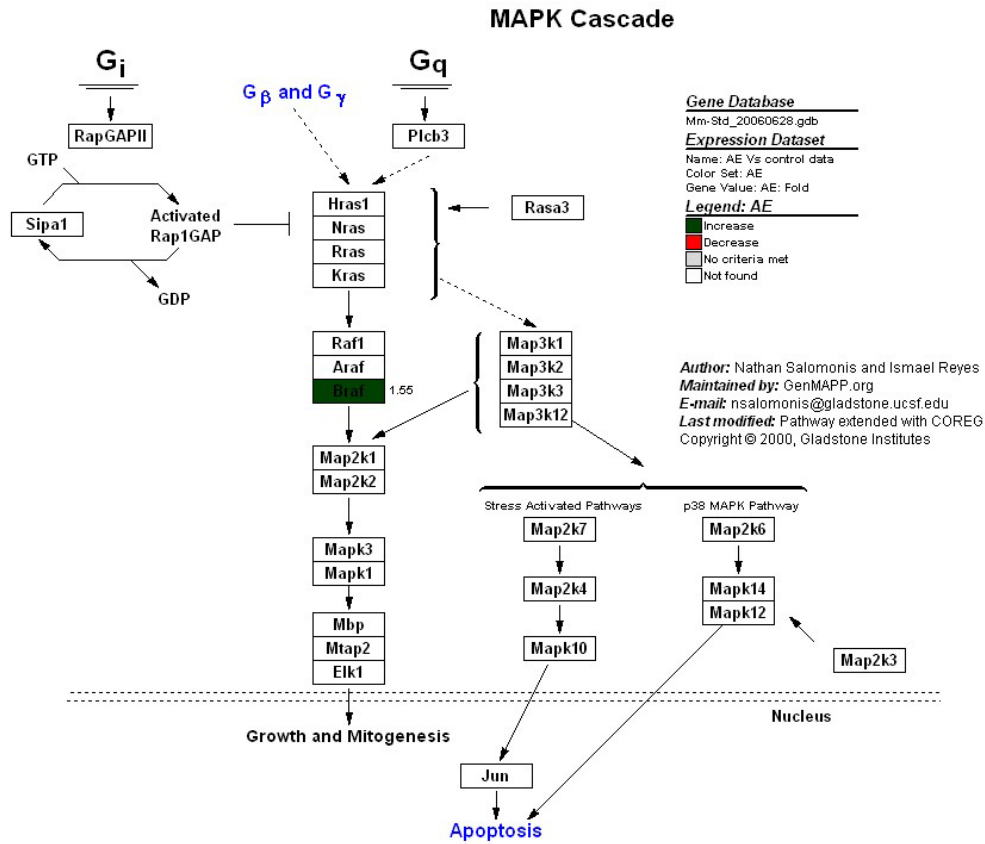 MAPK Cascade
Gi
Gq
Gβ and Gγ
RapGAPII
Plcb3
GTP
Sipa1
Activated
Rap1GAP
GDP
Hras1
Nras
Rras
Kras
Rasa3
Gene Database
Mm-Std_20060628.gdb
Expression Dataset
Name: AE Vs control data
Color Set: AE
Gene Value: AE: Fold
Legend: AE
Increase
Decrease
No criteria met
Not found
Raf1
Araf
Braf 1.55
Map3k1
Map3k2
Map3k3
Map3k12
Author: Nathan Salomonis and Ismael Reyes
Maintained by: GenMAPP.org
E-mail: nsalomonis@gladstone.ucsf.edu
Last modified: Pathway extended with COREG
Copyright © 2000, Gladstone Institutes
Map2k1
Map2k2
Stress Activated Pathways
p38 MAPK Pathway
Map2k7
Map2k6
Mapk3
Mapk1
Map2k4
Mapk14
Mapk12
Mbp
Mtap2
Elk1
Mapk10
Map2k3
Nucleus
Growth and Mitogenesis
Jun
Apoptosis